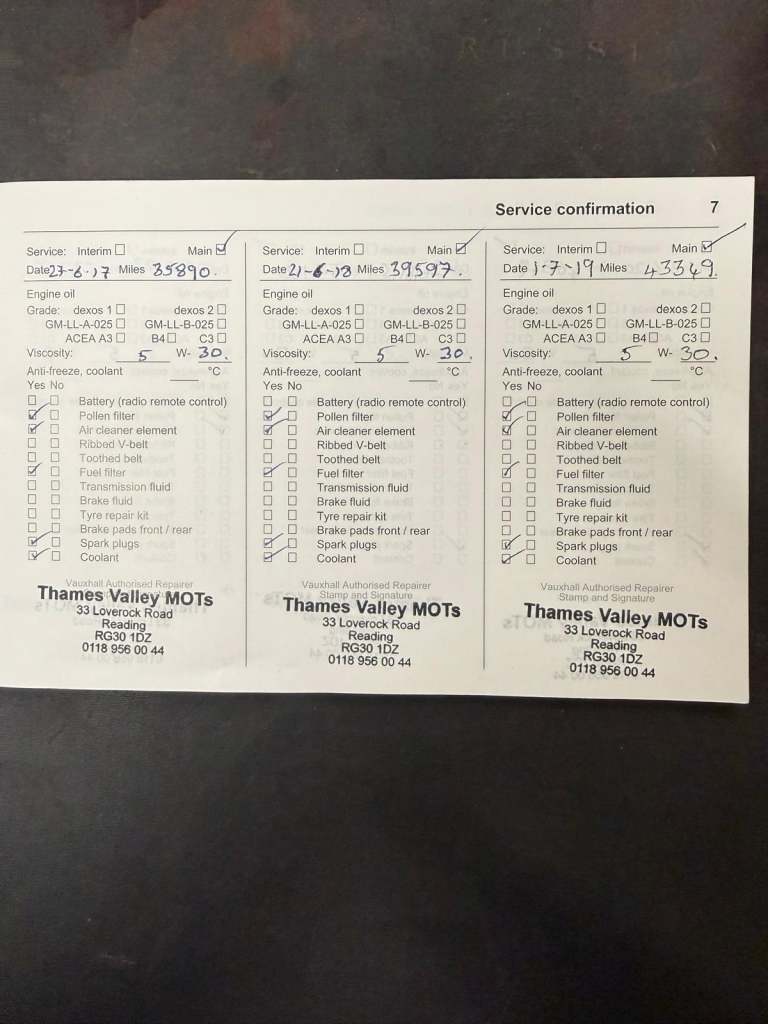 Service confirmation 7
Service: Interim Main
Date 27-6-17 Miles 35890.
Engine oil
Grade: dexos 1 dexos 2
GM-LL-A-025 GM-LL-B-025
ACEA A3 B4 C3
Viscosity: 5 W- 30.
Anti-freeze, coolant °C
Yes No
Battery (radio remote control)
Pollen filter
Air cleaner element
Ribbed V-belt
Toothed belt
Fuel filter
Transmission fluid
Brake fluid
Tyre repair kit
Brake pads front / rear
Spark plugs
Coolant
Vauxhall Authorised Repairer
Thames Valley MOTs
33 Loverock Road
Reading
RG30 1DZ
0118 956 00 44
Service: Interim Main
Date 21-6-18 Miles 39597.
Engine oil
Grade: dexos 1 dexos 2
GM-LL-A-025 GM-LL-B-025
ACEA A3 B4 C3
Viscosity: 5 W- 30.
Anti-freeze, coolant °C
Yes No
Battery (radio remote control)
Pollen filter
Air cleaner element
Ribbed V-belt
Toothed belt
Fuel filter
Transmission fluid
Brake fluid
Tyre repair kit
Brake pads front / rear
Spark plugs
Coolant
Vauxhall Authorised Repairer
Stamp and Signature
Thames Valley MOTs
33 Loverock Road
Reading
RG30 1DZ
0118 956 00 44
Service: Interim Main
Date 1-7-19 Miles 43349.
Engine oil
Grade: dexos 1 dexos 2
GM-LL-A-025 GM-LL-B-025
ACEA A3 B4 C3
Viscosity: 5 W- 30.
Anti-freeze, coolant °C
Yes No
Battery (radio remote control)
Pollen filter
Air cleaner element
Ribbed V-belt
Toothed belt
Fuel filter
Transmission fluid
Brake fluid
Tyre repair kit
Brake pads front / rear
Spark plugs
Coolant
Vauxhall Authorised Repairer
Stamp and Signature
Thames Valley MOTs
33 Loverock Road
Reading
RG30 1DZ
0118 956 00 44